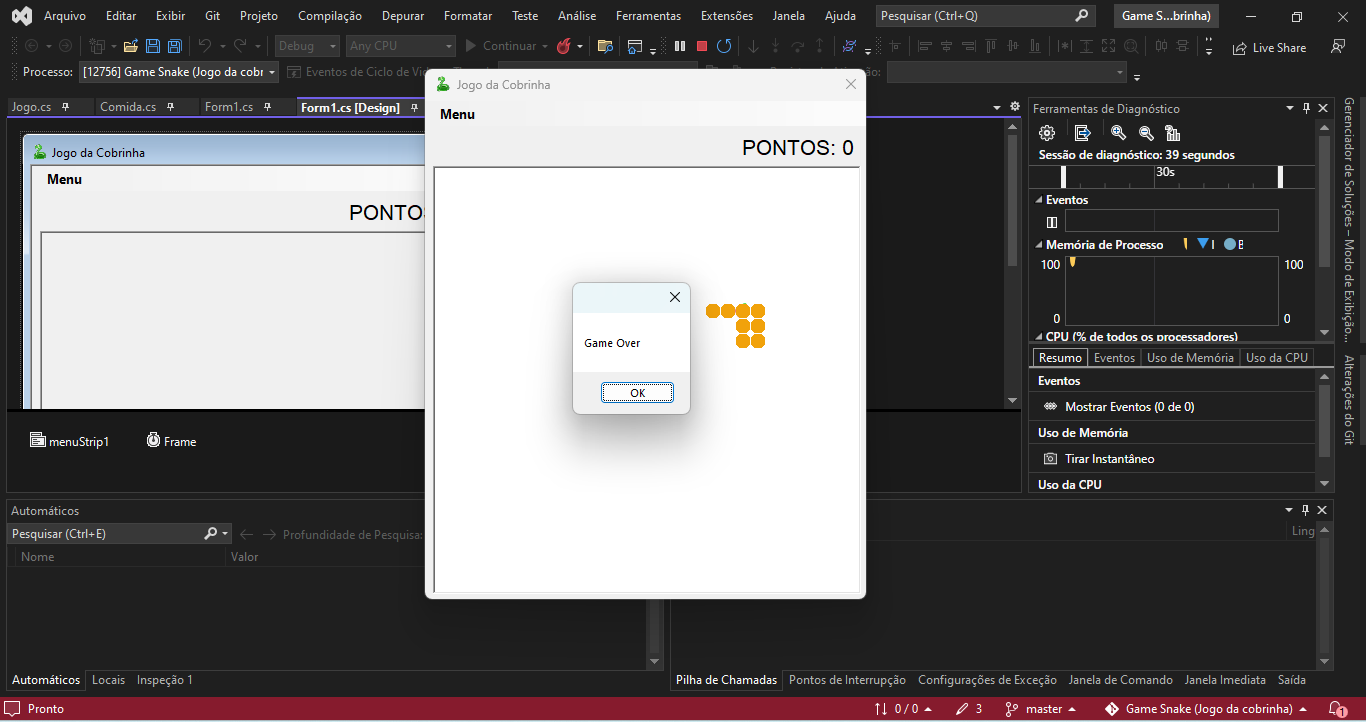 Arquivo Editar Exibir Git Projeto Compilação Depurar Formatar Teste Análise Ferramentas Extensões Janela Ajuda Pesquisar (Ctrl+Q) Game S...brinha)
Debug Any CPU Continuar Live Share
Processo: [12756] Game Snake (Jogo da cobr Eventos de Ciclo de Vi
Jogo.cs Comida.cs Form1.cs Form1.cs [Design]
Jogo da Cobrinha
Menu
PONTOS
menuStrip1 Frame
Jogo da Cobrinha
Menu
PONTOS: 0
Game Over
OK
Ferramentas de Diagnóstico
Sessão de diagnóstico: 39 segundos
30s
Eventos
Memória de Processo
100 100
0 0
CPU (% de todos os processadores)
Resumo Eventos Uso de Memória Uso da CPU
Eventos
Mostrar Eventos (0 de 0)
Uso de Memória
Tirar Instantâneo
Uso da CPU
Gerenciador de Soluções – Modo de Exibição...
Alterações do Git
Automáticos
Pesquisar (Ctrl+E) Profundidade de Pesquisa:
Nome Valor
Ling
Automáticos Locais Inspeção 1
Pilha de Chamadas Pontos de Interrupção Configurações de Exceção Janela de Comando Janela Imediata Saída
Pronto 0 / 0 3 master Game Snake (Jogo da cobrinha) 1